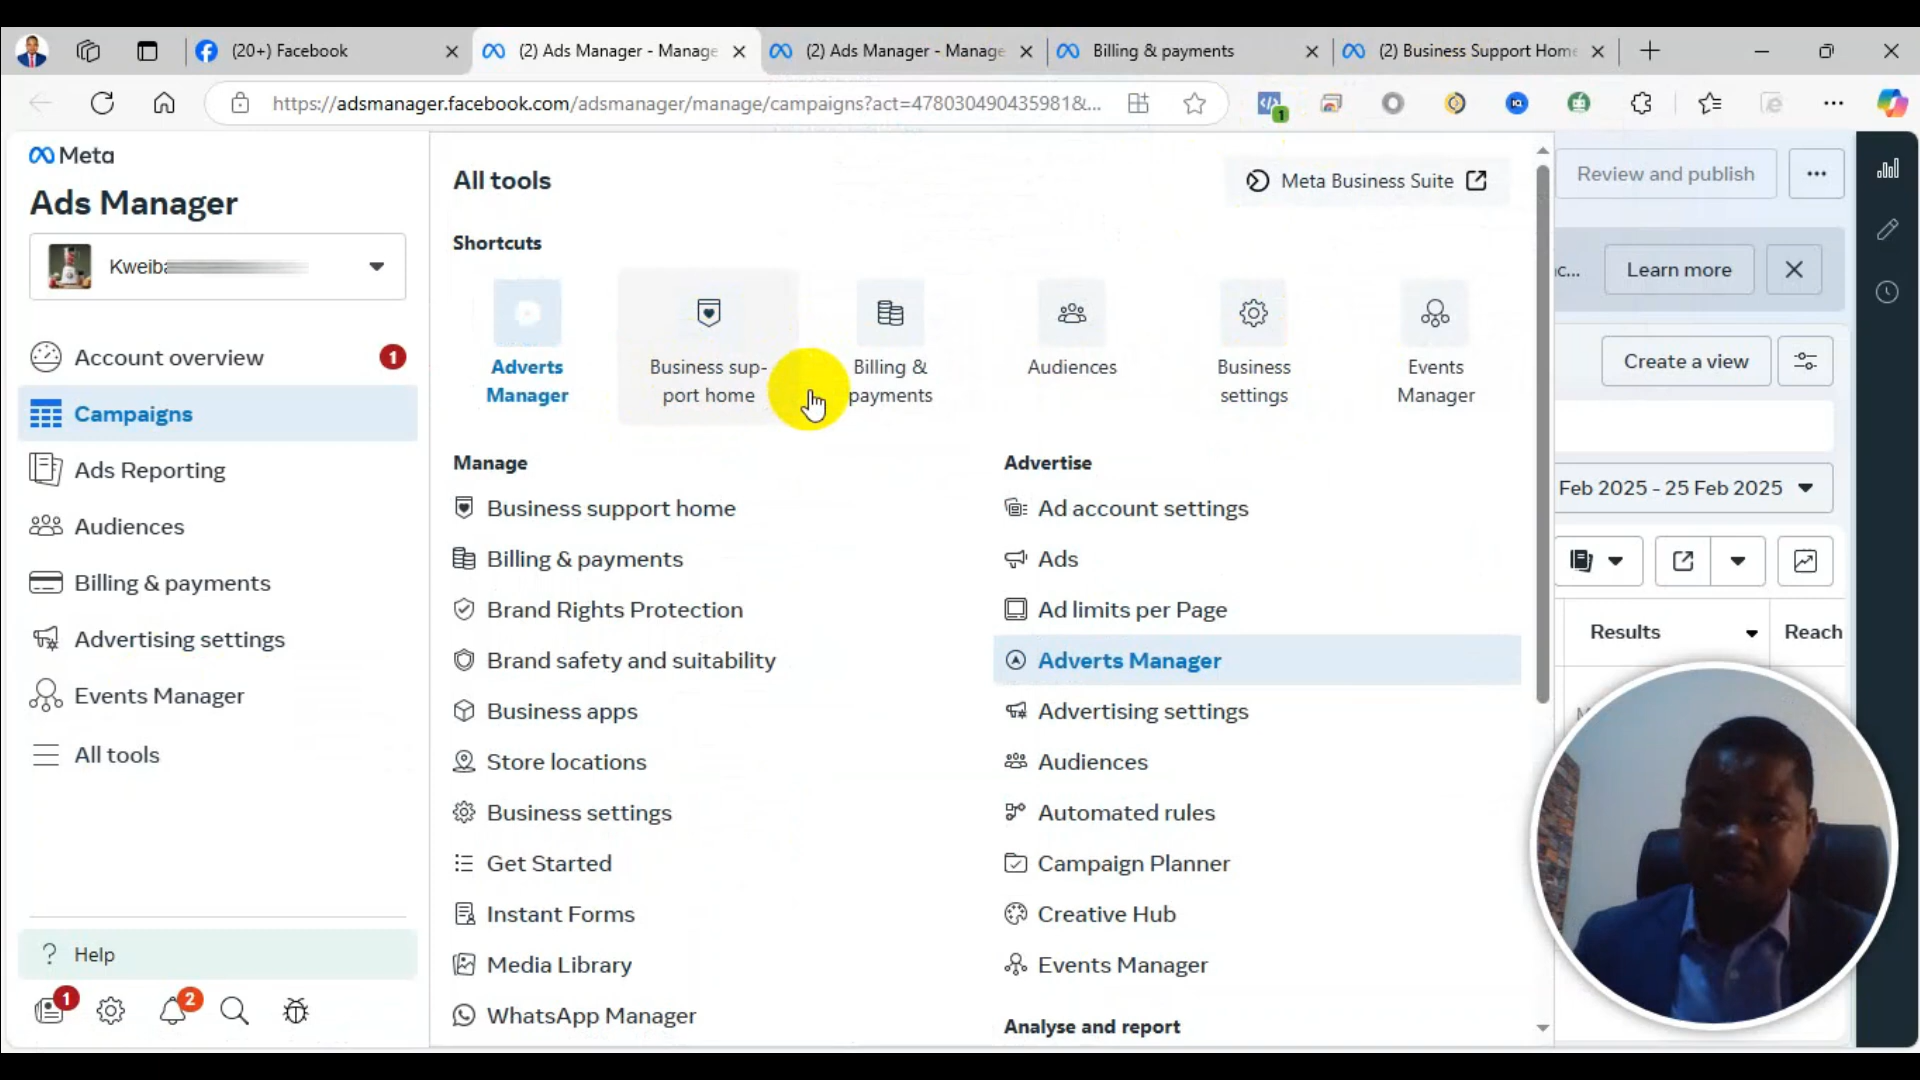 (20+) Facebook
(2) Ads Manager - Manage
(2) Ads Manager - Manage
Billing & payments
(2) Business Support Home
https://adsmanager.facebook.com/adsmanager/manage/campaigns?act=478030490435981&...
1
Meta
Ads Manager
Account overview
1
Campaigns
Ads Reporting
Audiences
Billing & payments
Advertising settings
Events Manager
All tools
Help
1
2
All tools
Meta Business Suite
Shortcuts
Adverts
Manager
Business sup-
port home
Billing &
payments
Audiences
Business
settings
Events
Manager
Manage
Business support home
Billing & payments
Brand Rights Protection
Brand safety and suitability
Business apps
Store locations
Business settings
Get Started
Instant Forms
Media Library
WhatsApp Manager
Advertise
Ad account settings
Ads
Ad limits per Page
Adverts Manager
Advertising settings
Audiences
Automated rules
Campaign Planner
Creative Hub
Events Manager
Analyse and report
Review and publish
Learn more
Create a view
Feb 2025 - 25 Feb 2025
Results
Reach